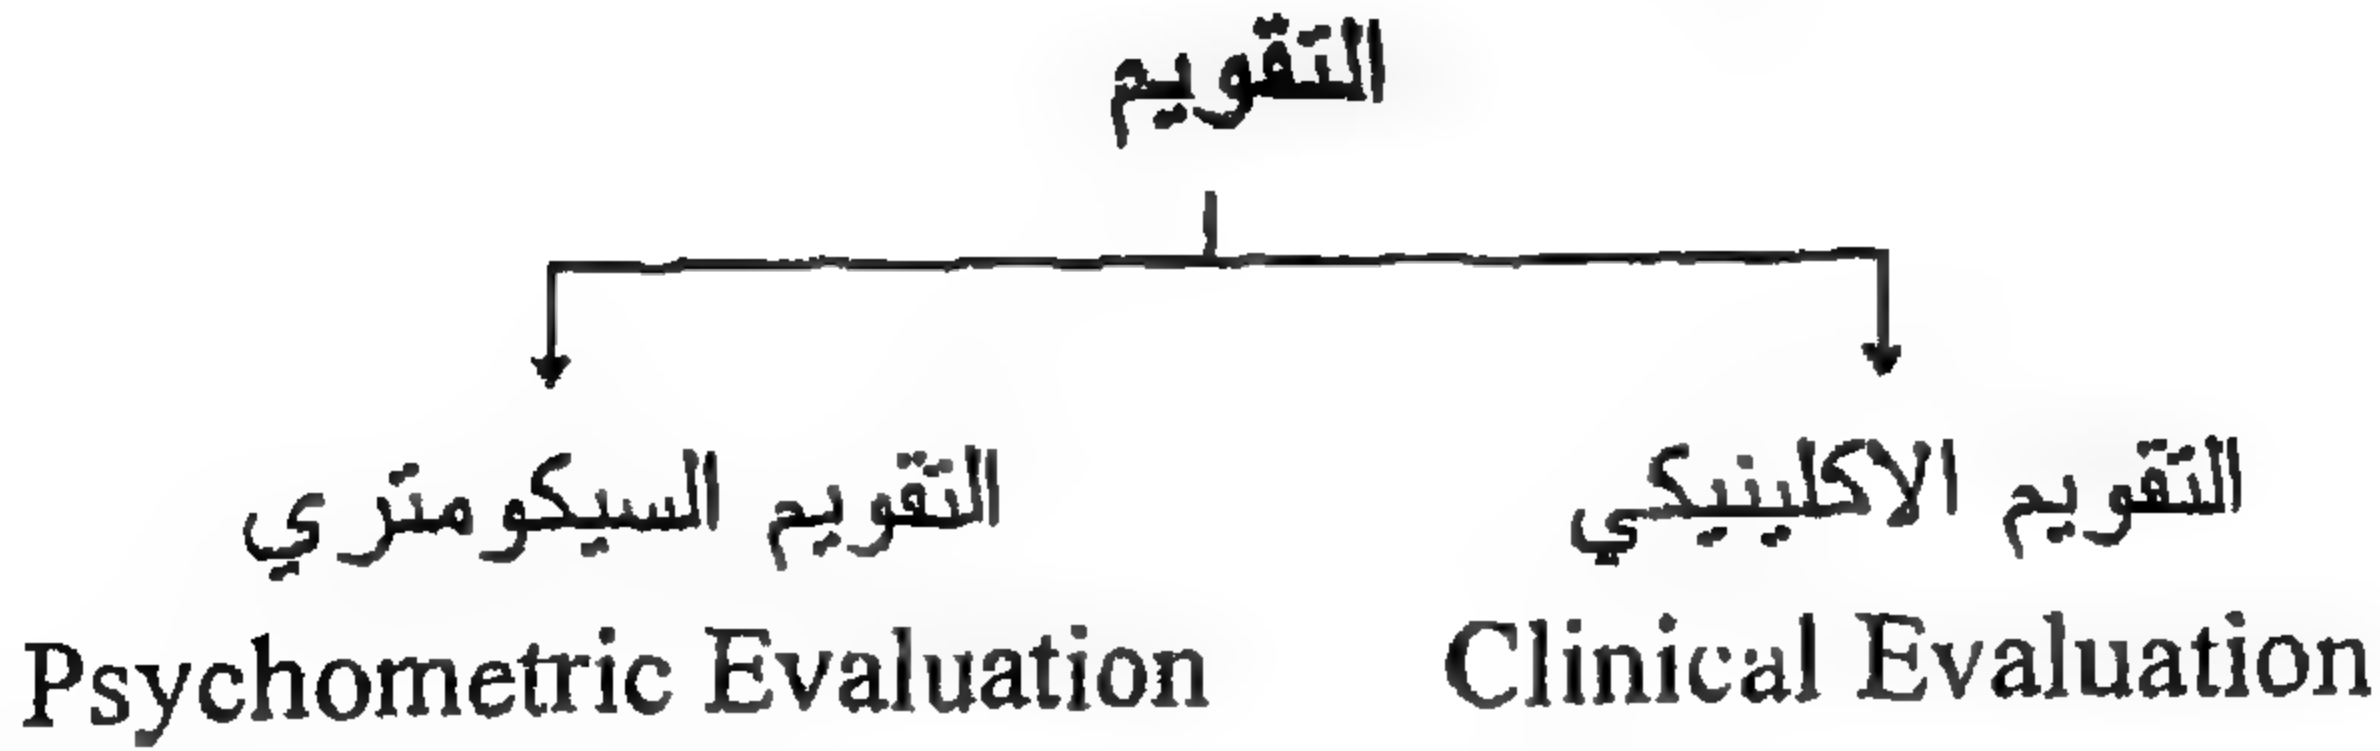 التقويم
التقويم الاكلينيكي
Clinical Evaluation
التقويم السيكومتري
Psychometric Evaluation